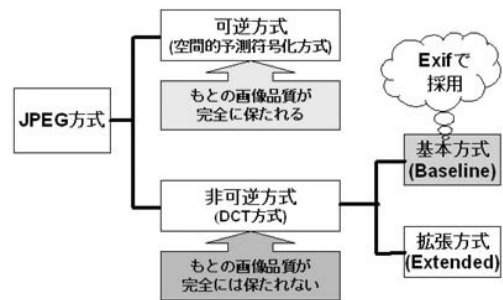 JPEG方式
可逆方式
(空間的予測符号化方式)
もとの画像品質が
完全に保たれる
非可逆方式
(DCT方式)
もとの画像品質が
完全には保たれない
Exifで
採用
基本方式
(Baseline)
拡張方式
(Extended)